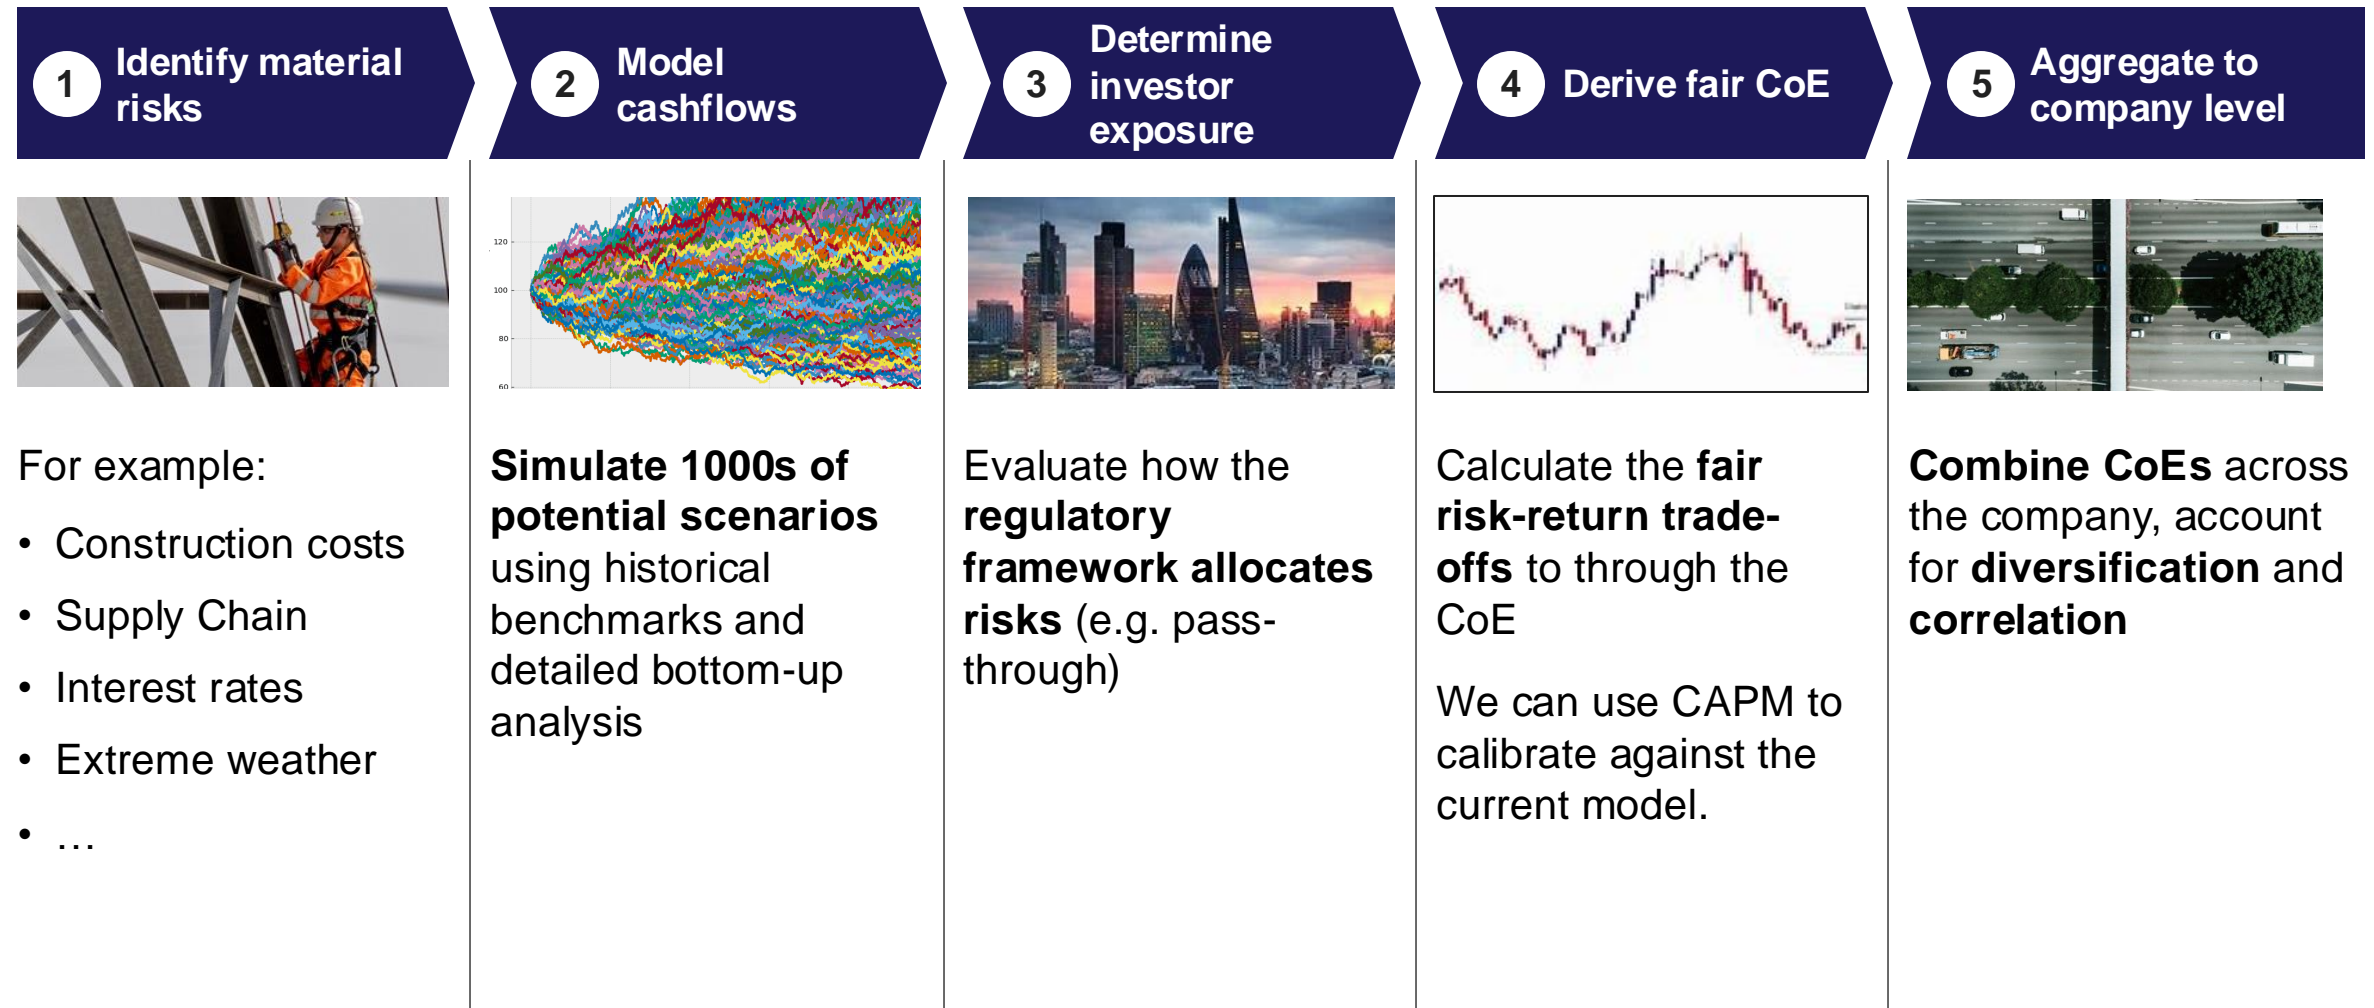 1
Identify material
risks
2
Model
cashflows
3
Determine
investor
exposure
4
Derive fair CoE
5
Aggregate to
company level
120
100
80
60
For example:
• Construction costs
• Supply Chain
• Interest rates
• Extreme weather
• …
Simulate 1000s of
potential scenarios
using historical
benchmarks and
detailed bottom-up
analysis
Evaluate how the
regulatory
framework allocates
risks (e.g. pass-
through)
Calculate the fair
risk-return trade-
offs to through the
CoE
We can use CAPM to
calibrate against the
current model.
Combine CoEs across
the company, account
for diversification and
correlation